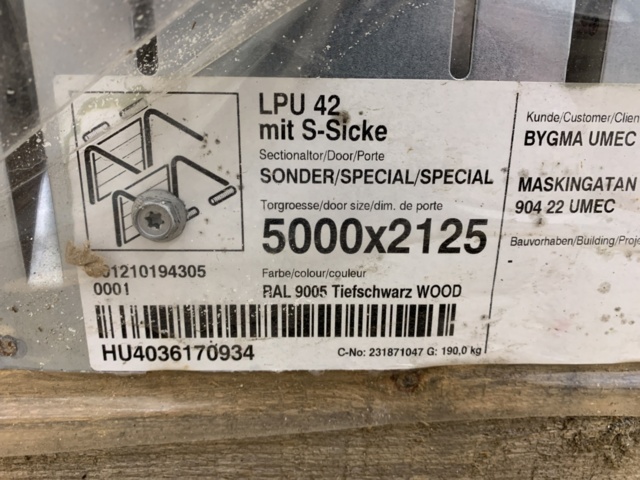 LPU 42
mit S-Sicke
Sectionaltor/Door/Porte
SONDER/SPECIAL/SPECIAL
Torgroesse/door size/dim. de porte
5000x2125
Farbe/colour/couleur
RAL 9005 Tiefschwarz WOOD
01210194305
0001
HU4036170934
C-No: 231871047 G: 190,0 kg
Kunde/Customer/Clien
BYGMA UMEC
MASKINGATAN
904 22 UMEC
Bauvorhaben/Building/Proje